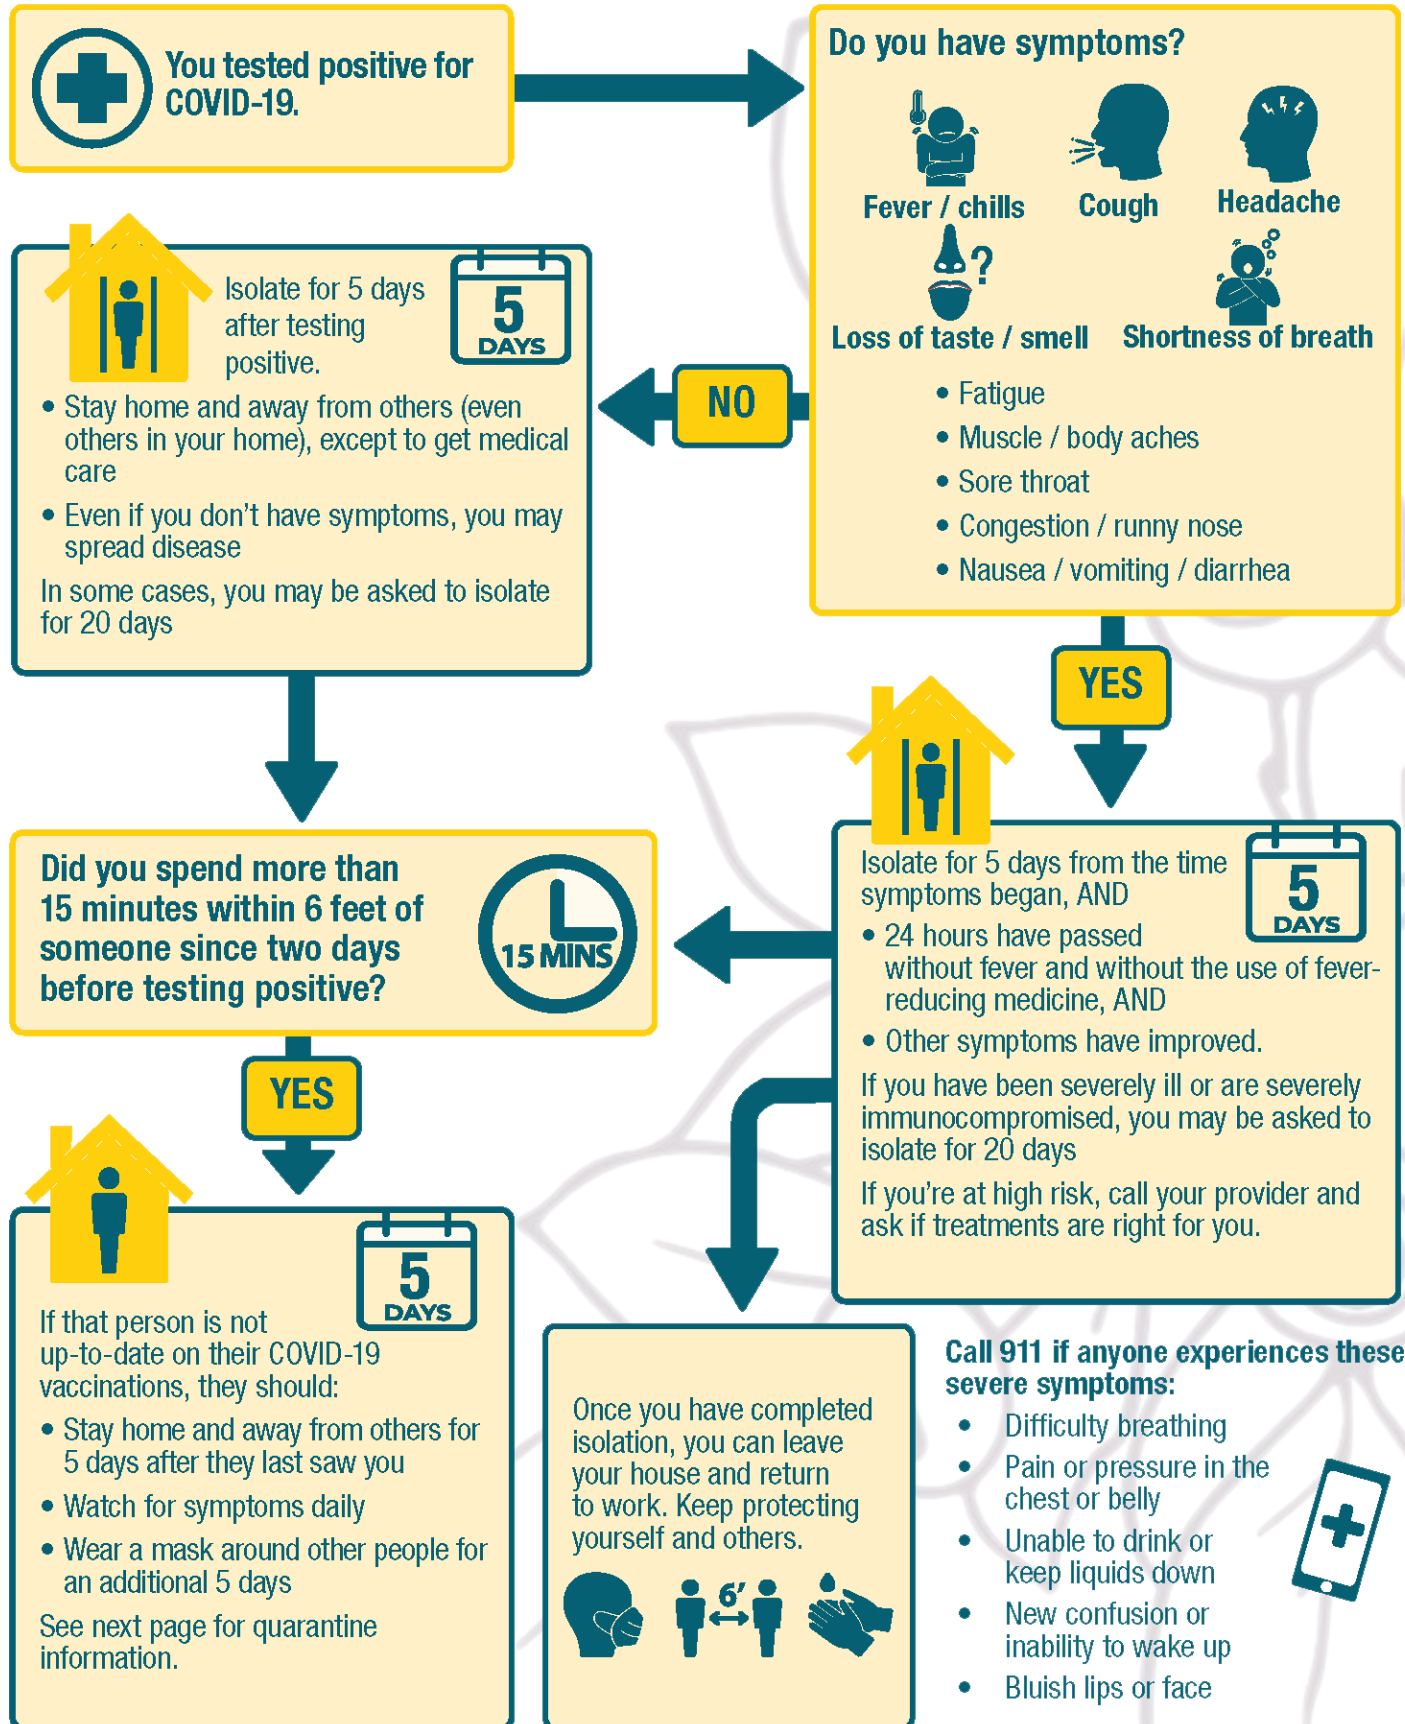 You tested positive for
COVID-19.
Do you have symptoms?
Fever / chills
Cough
Headache
?
Loss of taste / smell
Shortness of breath
• Fatigue
• Muscle / body aches
• Sore throat
• Congestion / runny nose
• Nausea / vomiting / diarrhea
NO
Isolate for 5 days
after testing
positive.
5
DAYS
• Stay home and away from others (even
others in your home), except to get medical
care
• Even if you don't have symptoms, you may
spread disease
In some cases, you may be asked to isolate
for 20 days
YES
Isolate for 5 days from the time
symptoms began, AND
5
DAYS
• 24 hours have passed
without fever and without the use of fever-
reducing medicine, AND
• Other symptoms have improved.
If you have been severely ill or are severely
immunocompromised, you may be asked to
isolate for 20 days
If you're at high risk, call your provider and
ask if treatments are right for you.
Did you spend more than
15 minutes within 6 feet of
someone since two days
before testing positive?
15 MINS
YES
5
DAYS
If that person is not
up-to-date on their COVID-19
vaccinations, they should:
• Stay home and away from others for
5 days after they last saw you
• Watch for symptoms daily
• Wear a mask around other people for
an additional 5 days
See next page for quarantine
information.
Once you have completed
isolation, you can leave
your house and return
to work. Keep protecting
yourself and others.
6'
Call 911 if anyone experiences these
severe symptoms:
• Difficulty breathing
• Pain or pressure in the
chest or belly
• Unable to drink or
keep liquids down
• New confusion or
inability to wake up
• Bluish lips or face